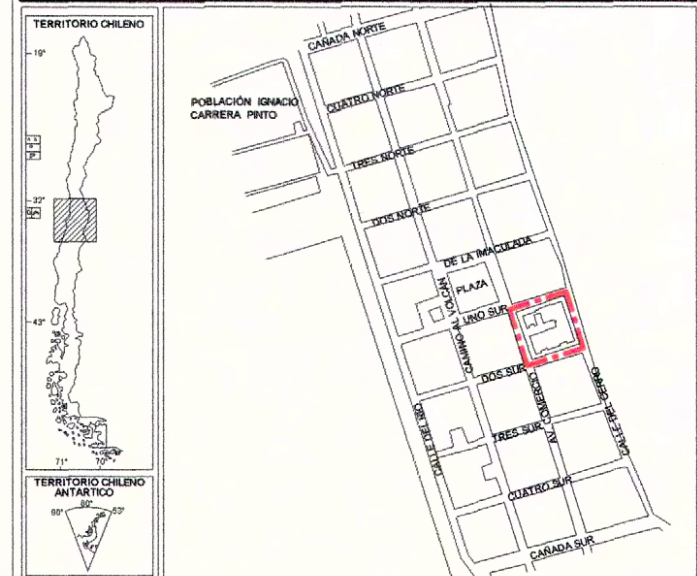 TERRITORIO CHILENO
19°
32°
43°
71°
70°
TERRITORIO CHILENO
ANTARTICO
90°
80°
53°
CAÑADA NORTE
POBLACIÓN IGNACIO
CARRERA PINTO
CUATRO NORTE
TRES NORTE
DOS NORTE
DE LA IMACULADA
PLAZA
CAMINO AL VOLCAN
UNO SUR
DOS SUR
AV. COMERCIO
CALLE DEL CERRO
CALLE DEL RIO
TRES SUR
CUATRO SUR
CAÑADA SUR